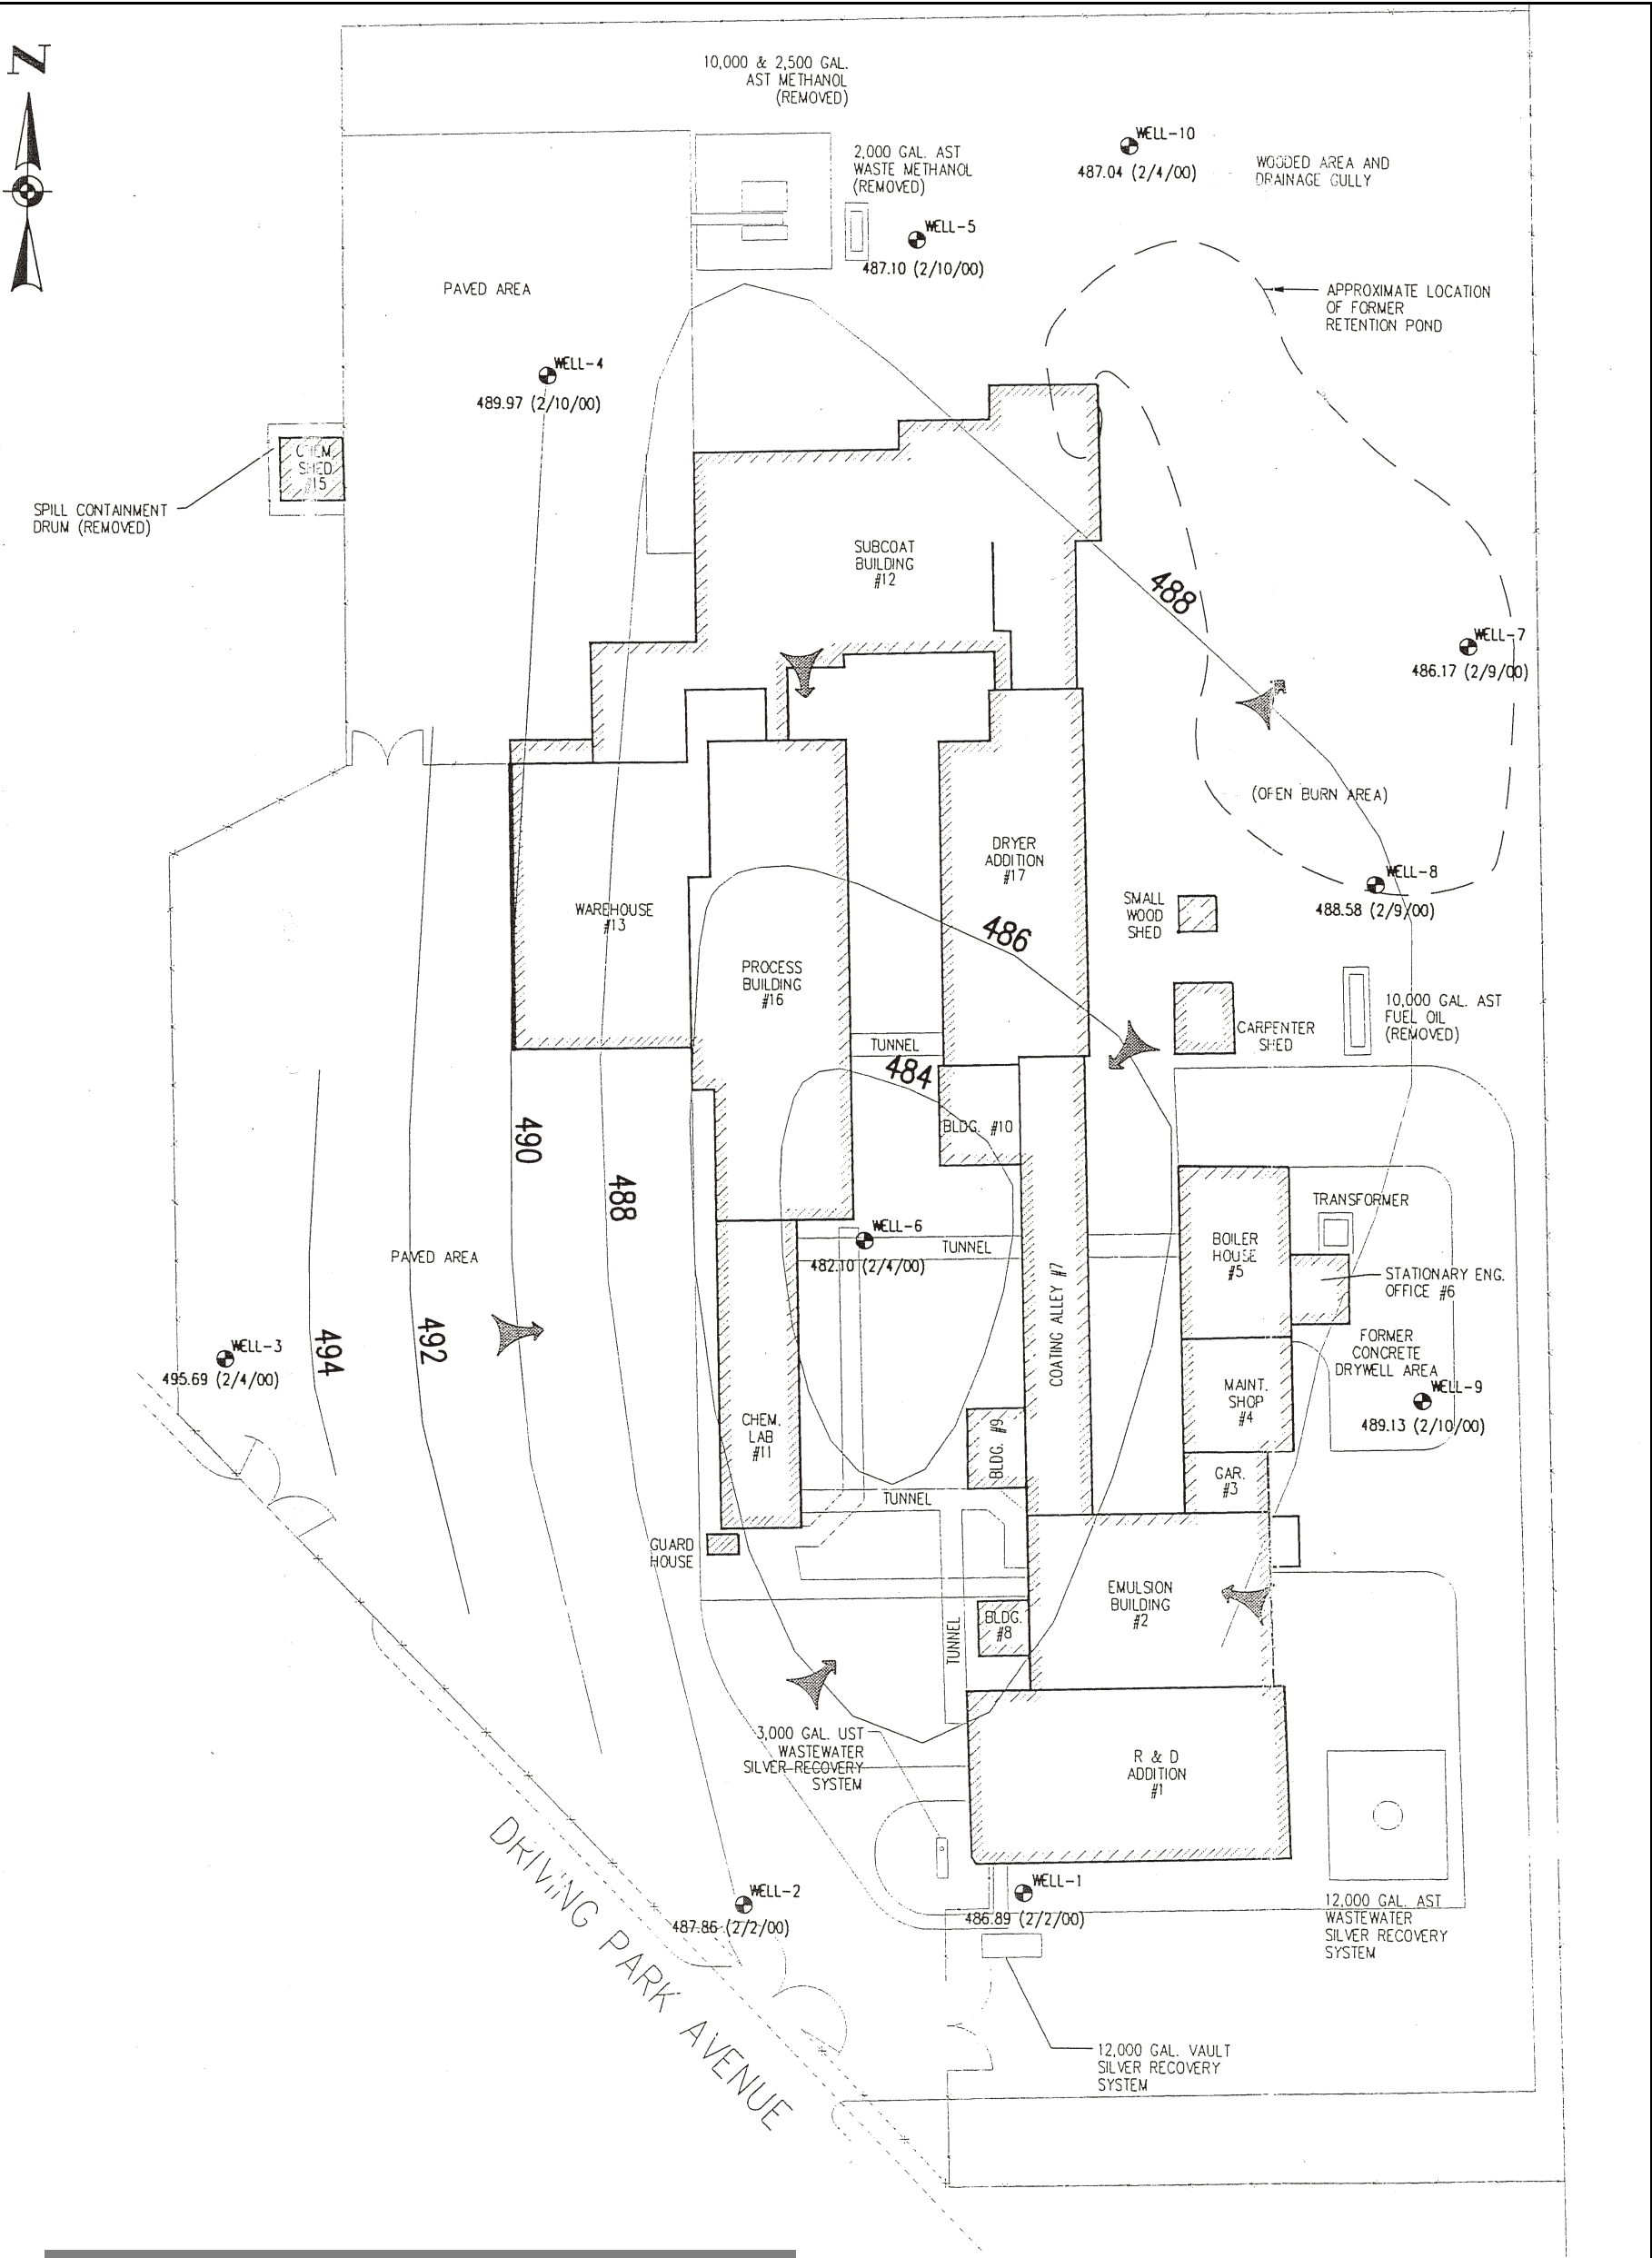 N
10,000 & 2,500 GAL.
AST METHANOL
(REMOVED)
WELL-10
487.04 (2/4/00)
WOODED AREA AND
DRAINAGE GULLY
2,000 GAL. AST
WASTE METHANOL
(REMOVED)
WELL-5
487.10 (2/10/00)
PAVED AREA
APPROXIMATE LOCATION
OF FORMER
RETENTION POND
WELL-4
489.97 (2/10/00)
CHEM.
SHED
#15
SPILL CONTAINMENT
DRUM (REMOVED)
SUBCOAT
BUILDING
#12
488
WELL-7
486.17 (2/9/00)
(OPEN BURN AREA)
DRYER
ADDITION
#17
WELL-8
488.58 (2/9/00)
SMALL
WOOD
SHED
WAREHOUSE
#13
486
PROCESS
BUILDING
#16
10,000 GAL. AST
FUEL OIL
(REMOVED)
CARPENTER
SHED
TUNNEL
484
BLDG. #10
490
488
TRANSFORMER
WELL-6
482.10 (2/4/00)
TUNNEL
BOILER
HOUSE
#5
PAVED AREA
STATIONARY ENG.
OFFICE #6
COATING ALLEY #7
494
492
WELL-3
495.69 (2/4/00)
FORMER
CONCRETE
DRYWELL AREA
MAINT.
SHOP
#4
WELL-9
489.13 (2/10/00)
CHEM.
LAB
#11
BLDG. #9
GAR.
#3
TUNNEL
GUARD
HOUSE
EMULSION
BUILDING
#2
BLDG.
#8
TUNNEL
3,000 GAL. UST
WASTEWATER
SILVER RECOVERY
SYSTEM
R & D
ADDITION
#1
DRIVING PARK AVENUE
WELL-2
487.86 (2/2/00)
WELL-1
486.89 (2/2/00)
12,000 GAL. AST
WASTEWATER
SILVER RECOVERY
SYSTEM
12,000 GAL. VAULT
SILVER RECOVERY
SYSTEM